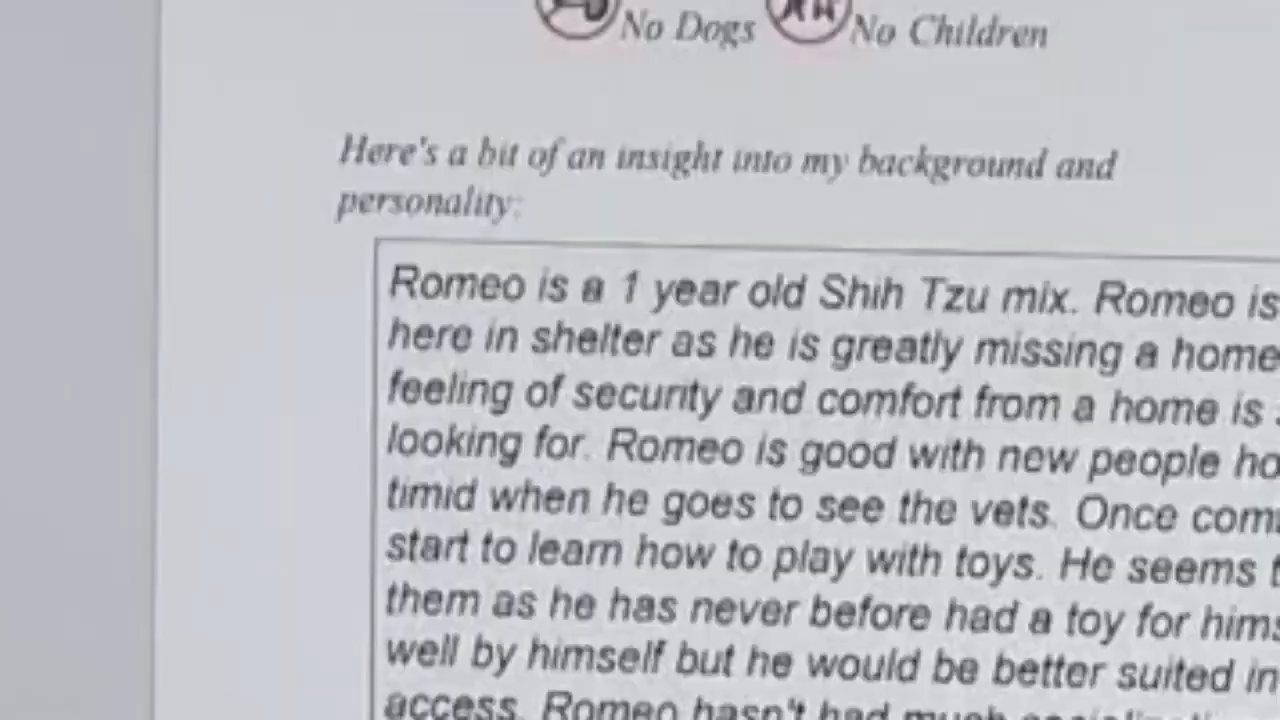 No Dogs No Children
Here's a bit of an insight into my background and
personality:
Romeo is a 1 year old Shih Tzu mix. Romeo is
here in shelter as he is greatly missing a home
feeling of security and comfort from a home is
looking for. Romeo is good with new people
timid when he goes to see the vets. Once
start to learn how to play with toys. He seems
them as he has never before had a toy for
well by himself but he would be better suited in
access. Romeo hasn't had much